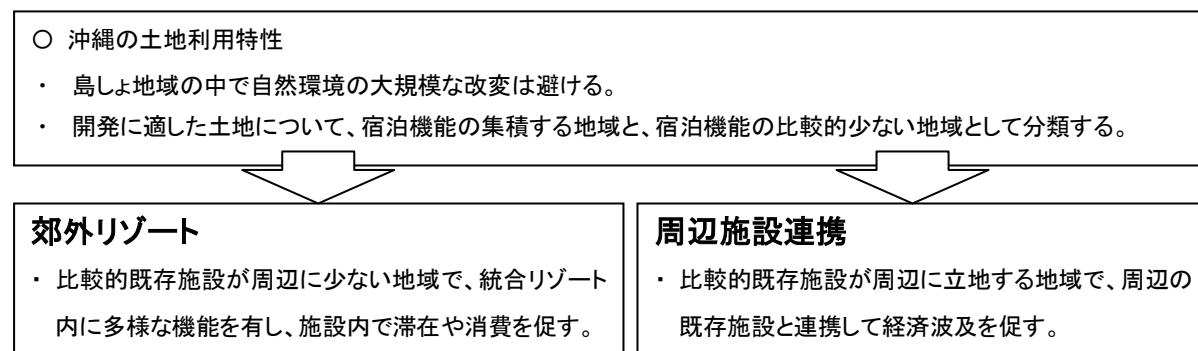 ○ 沖縄の土地利用特性
・ 島しょ地域の中で自然環境の大規模な改変は避ける。
・ 開発に適した土地について、宿泊機能の集積する地域と、宿泊機能の比較的少ない地域として分類する。
郊外リゾート
・ 比較的既存施設が周辺に少ない地域で、統合リゾート
内に多様な機能を有し、施設内で滞在や消費を促す。
周辺施設連携
・ 比較的既存施設が周辺に立地する地域で、周辺の
既存施設と連携して経済波及を促す。